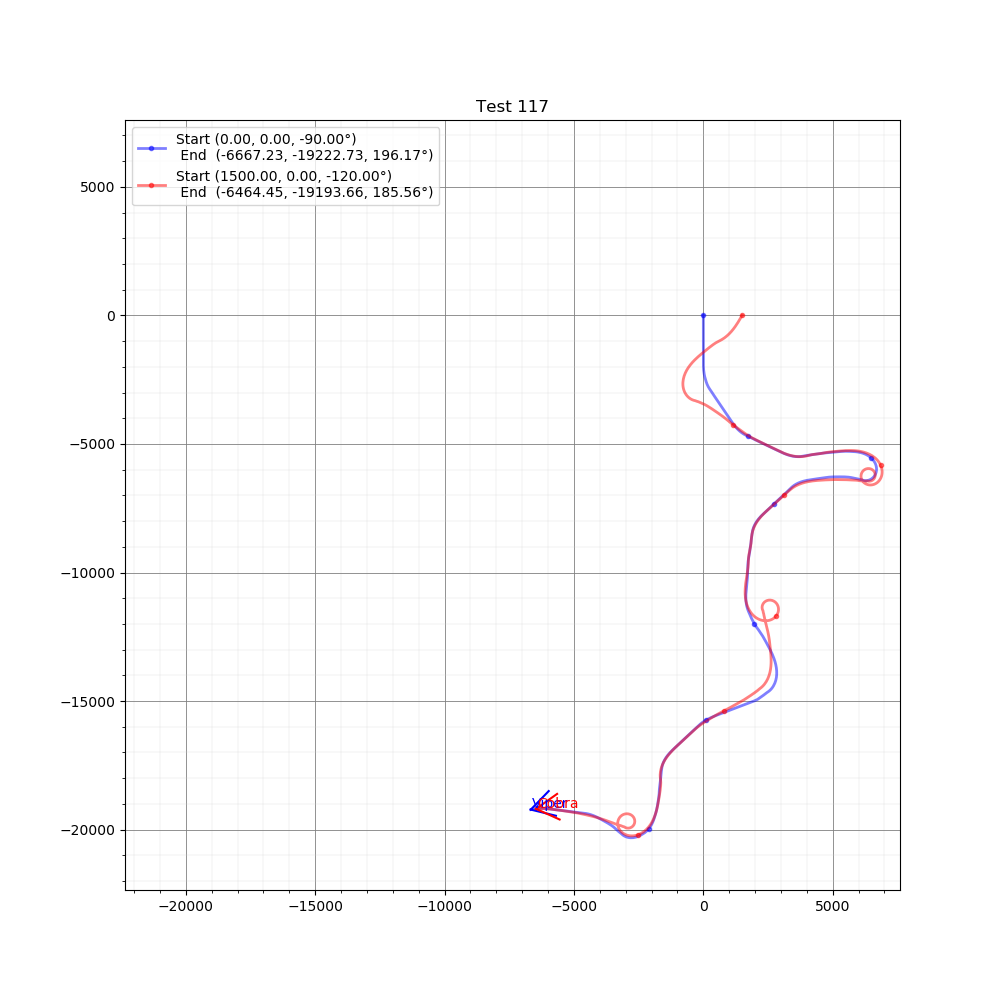 Test 117
Start (0.00, 0.00, -90.00°)
End (-6667.23, -19222.73, 196.17°)
Start (1500.00, 0.00, -120.00°)
End (-6464.45, -19193.66, 185.56°)
5000
0
−5000
−10000
−15000
−20000
−20000 −15000 −10000 −5000 0 5000